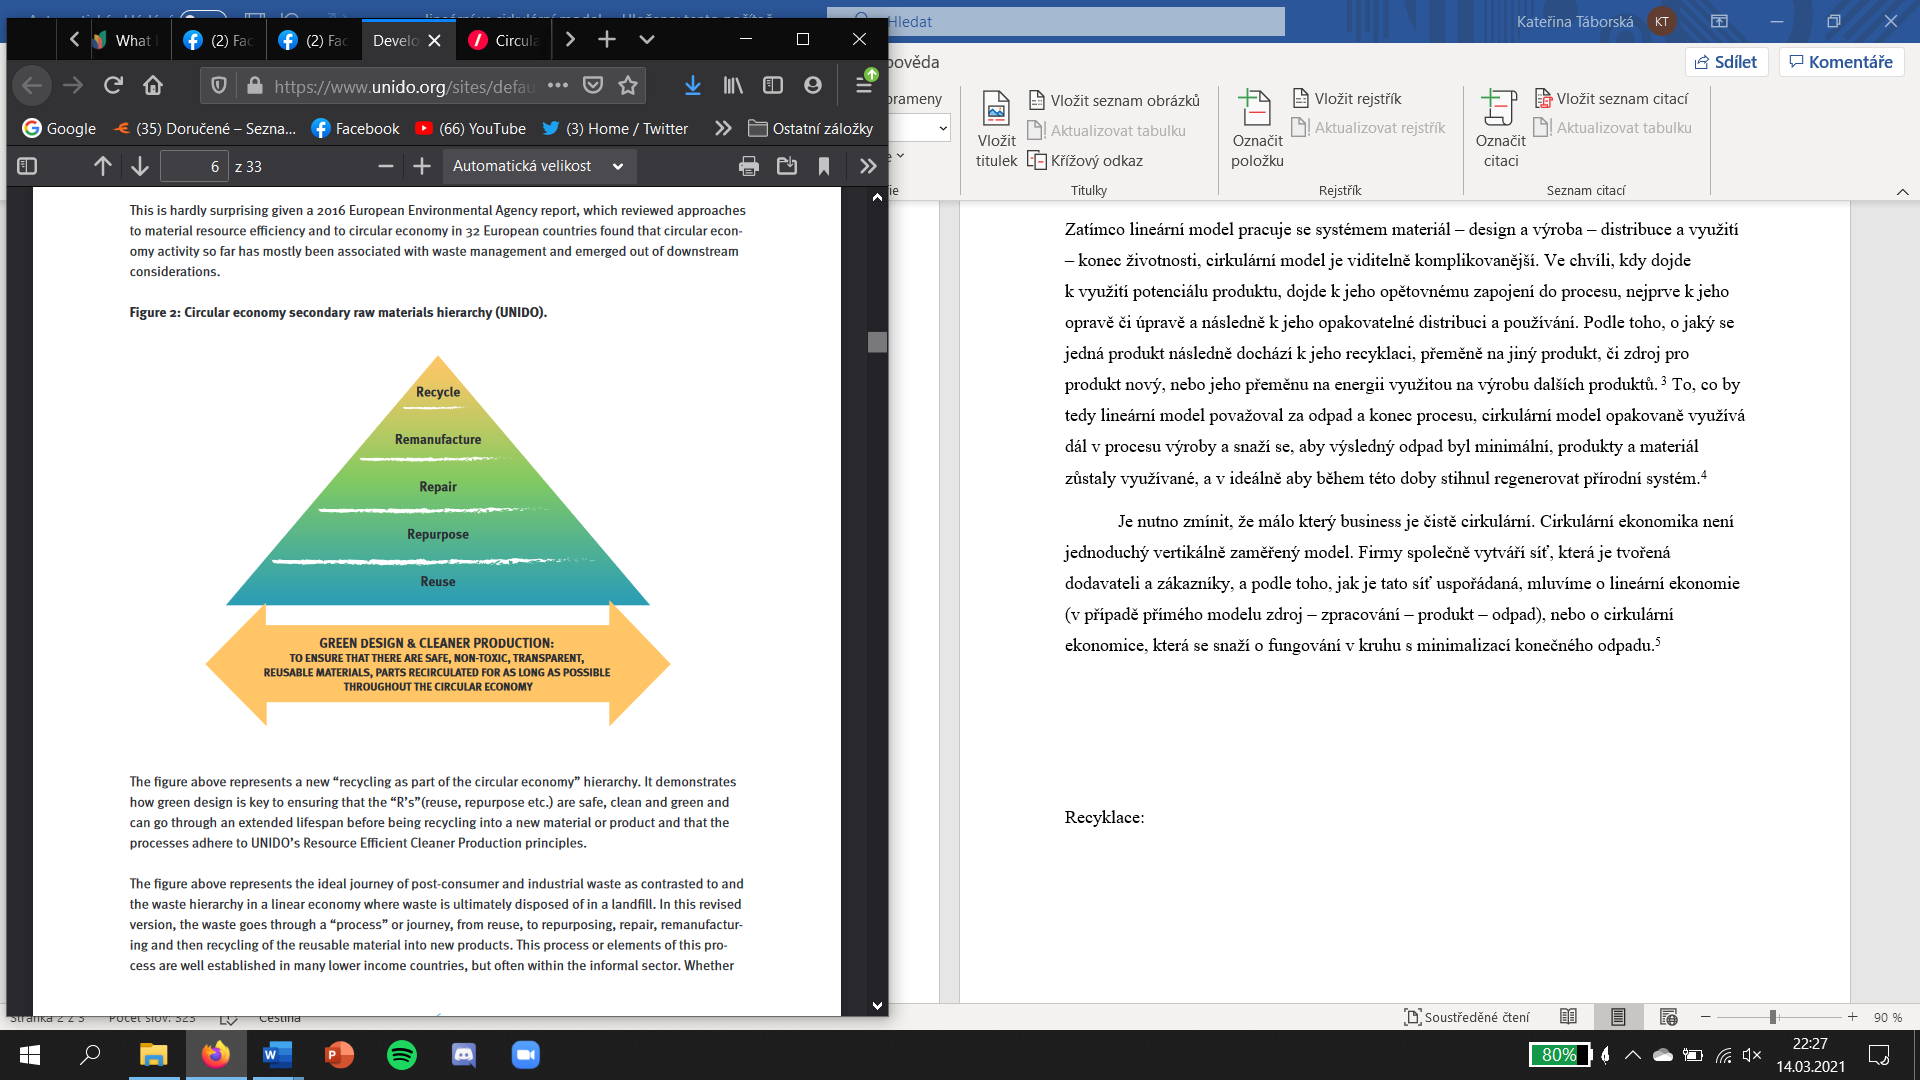 Hledat
Kateřina Táborská
KT
What
(2) Fac
(2) Fac
Develo
Circula
https://www.unido.org/sites/defau
Google
(35) Doručené – Sezna...
Facebook
(66) YouTube
(3) Home / Twitter
Ostatní záložky
6
z 33
Automatická velikost
This is hardly surprising given a 2016 European Environmental Agency report, which reviewed approaches
to material resource efficiency and to circular economy in 32 European countries found that circular econ-
omy activity so far has mostly been associated with waste management and emerged out of downstream
considerations.
Figure 2: Circular economy secondary raw materials hierarchy (UNIDO).
Recycle
Remanufacture
Repair
Repurpose
Reuse
GREEN DESIGN & CLEANER PRODUCTION:
TO ENSURE THAT THERE ARE SAFE, NON-TOXIC, TRANSPARENT,
REUSABLE MATERIALS, PARTS RECIRCULATED FOR AS LONG AS POSSIBLE
THROUGHOUT THE CIRCULAR ECONOMY
The figure above represents a new “recycling as part of the circular economy” hierarchy. It demonstrates
how green design is key to ensuring that the “R’s”(reuse, repurpose etc.) are safe, clean and green and
can go through an extended lifespan before being recycling into a new material or product and that the
processes adhere to UNIDO’s Resource Efficient Cleaner Production principles.
The figure above represents the ideal journey of post-consumer and industrial waste as contrasted to and
the waste hierarchy in a linear economy where waste is ultimately disposed of in a landfill. In this revised
version, the waste goes through a “process” or journey, from reuse, to repurposing, repair, remanufactur-
ing and then recycling of the reusable material into new products. This process or elements of this pro-
cess are well established in many lower income countries, but often within the informal sector. Whether
pověda
Sdílet
Komentáře
prameny
Vložit titulek
Vložit seznam obrázků
Aktualizovat tabulku
Křížový odkaz
Titulky
Označit položku
Vložit rejstřík
Aktualizovat rejstřík
Rejstřík
Označit citaci
Vložit seznam citací
Aktualizovat tabulku
Seznam citací
Zatímco lineární model pracuje se systémem materiál – design a výroba – distribuce a využití
– konec životnosti, cirkulární model je viditelně komplikovanější. Ve chvíli, kdy dojde
k využití potenciálu produktu, dojde k jeho opětovnému zapojení do procesu, nejprve k jeho
opravě či úpravě a následně k jeho opakovatelné distribuci a používání. Podle toho, o jaký se
jedná produkt následně dochází k jeho recyklaci, přeměně na jiný produkt, či zdroj pro
produkt nový, nebo jeho přeměnu na energii využitou na výrobu dalších produktů. 3 To, co by
tedy lineární model považoval za odpad a konec procesu, cirkulární model opakovaně využívá
dál v procesu výroby a snaží se, aby výsledný odpad byl minimální, produkty a materiál
zůstaly využívané, a v ideálně aby během této doby stihnul regenerovat přírodní systém.4
Je nutno zmínit, že málo který business je čistě cirkulární. Cirkulární ekonomika není
jednoduchý vertikálně zaměřený model. Firmy společně vytváří síť, která je tvořená
dodavateli a zákazníky, a podle toho, jak je tato síť uspořádaná, mluvíme o lineární ekonomie
(v případě přímého modelu zdroj – zpracování – produkt – odpad), nebo o cirkulární
ekonomice, která se snaží o fungování v kruhu s minimalizací konečného odpadu.5
Recyklace:
Stránka 2 z 3
Počet slov: 323
Čeština
Soustředěné čtení
90 %
80%
22:27
14.03.2021